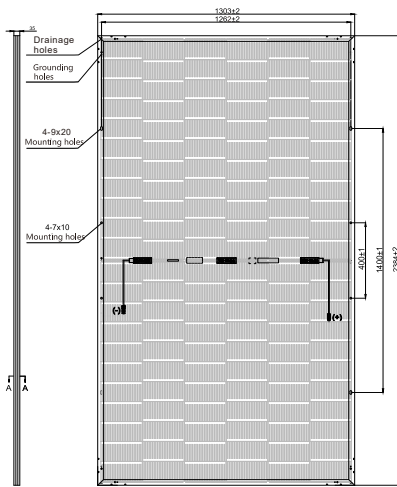 1303±2
1262±2
35
Drainage
holes
Grounding
holes
4-9x20
Mounting holes
4-7x10
Mounting holes
400±1
1400±1
2384±2
(-)
(+)
A
A